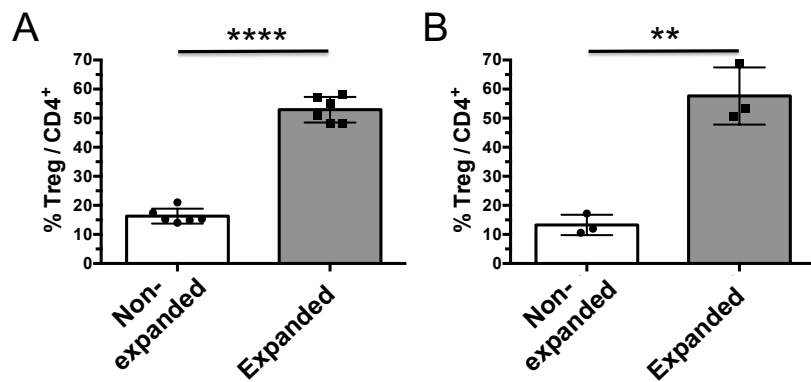 A
****
% Treg / CD4+
70
60
50
40
30
20
10
0
Non-
expanded
Expanded
B
**
% Treg / CD4+
70
60
50
40
30
20
10
0
Non-
expanded
Expanded